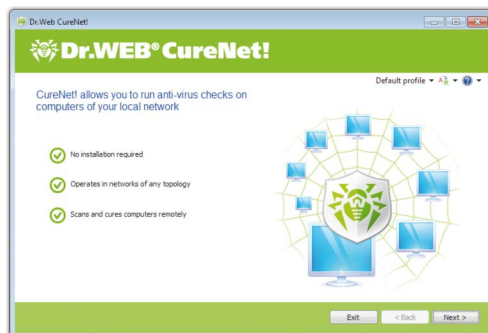 Dr.Web CureNet!
Dr.WEB® CureNet!
Default profile
CureNet! allows you to run anti-virus checks on
computers of your local network
No installation required
Operates in networks of any topology
Scans and cures computers remotely
Exit
< Back
Next >